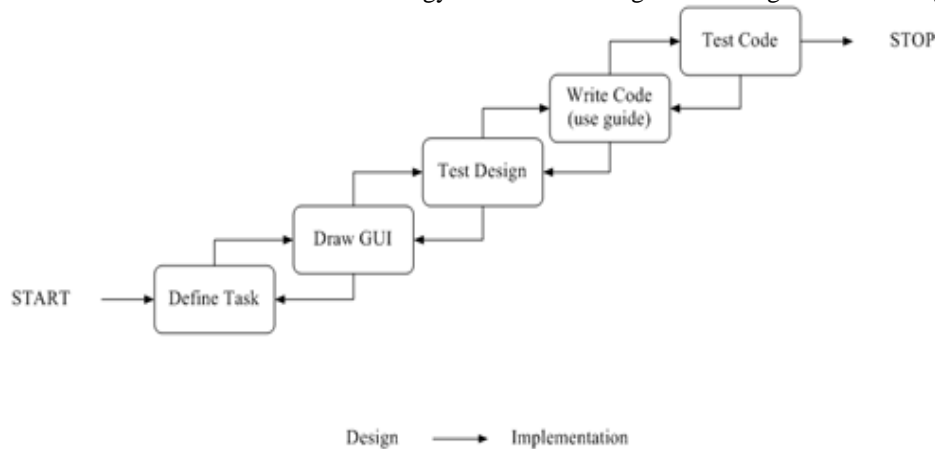 Test Code
STOP
Write Code
(use guide)
Test Design
Draw GUI
START
Define Task
Design
Implementation